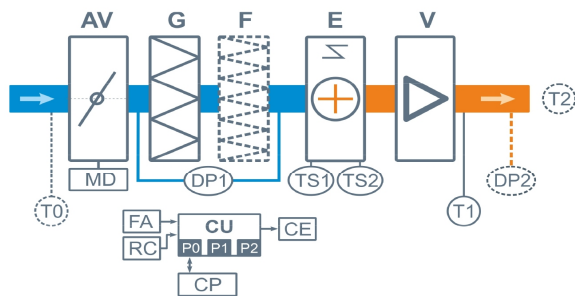 AV G F E V
T2
MD DP1 TS1 TS2 DP2
T0 T1
FA CU CE
RC P0 P1 P2
CP